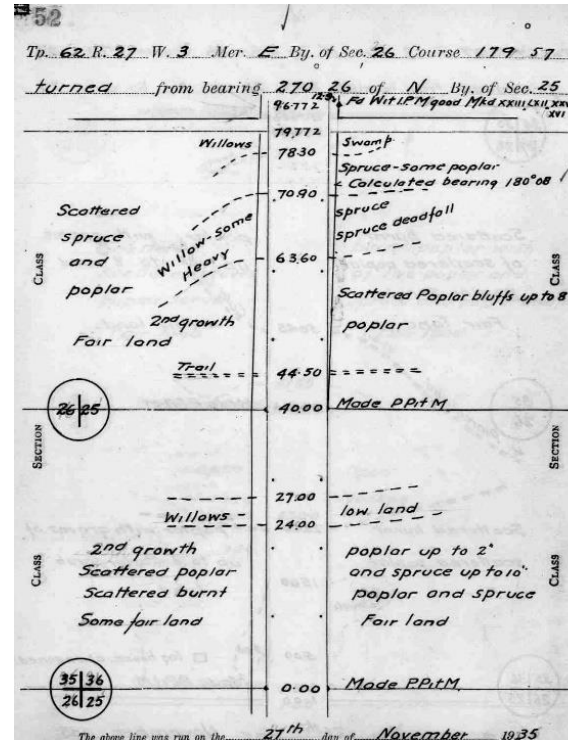 52
Tp. 62 R. 27 W. 3 Mer. E By. of Sec. 26 Course 179 57
turned from bearing 270 26 of N By. of Sec. 25
96.772 Fd Wit I.P. M good Mkd XXIII, LXII, XXV
XVI
79.772
Willows Swamp
78.30
Spruce-some poplar
Calculated bearing 180°08
70.90
Scattered Willow-Some spruce
spruce Heavy spruce deadfall
and 63.60
poplar Scattered Poplar bluffs up to 8
2nd growth poplar
Fair land
CLASS CLASS
Trail 44.50
26 25 40.00 Made P.PitM
SECTION SECTION
27.00
Willows low land
24.00
2nd growth poplar up to 2"
Scattered poplar and spruce up to 10"
Scattered burnt poplar and spruce
Some fair land Fair land
CLASS CLASS
35 36
26 25 0.00 Made P.PitM
The above line was run on the 27th day of November 1935